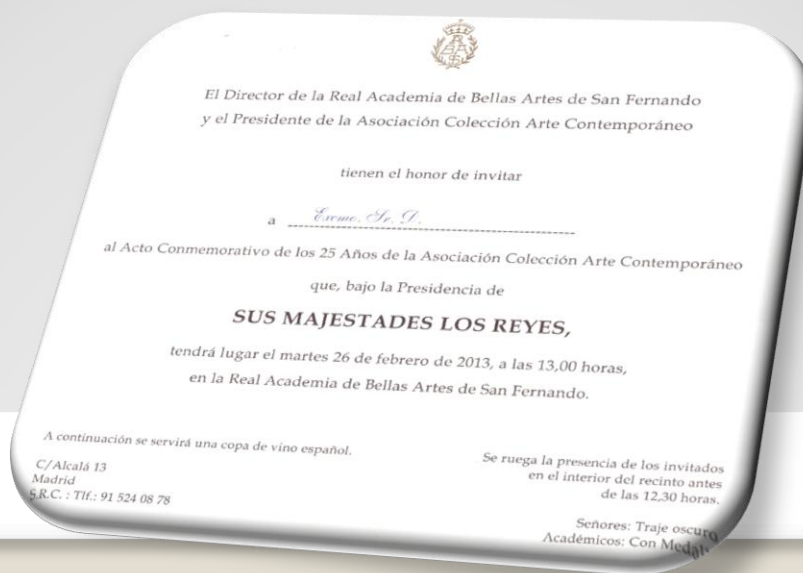 El Director de la Real Academia de Bellas Artes de San Fernando
y el Presidente de la Asociación Colección Arte Contemporáneo
tienen el honor de invitar
a Excmo. Sr. D.
al Acto Conmemorativo de los 25 Años de la Asociación Colección Arte Contemporáneo
que, bajo la Presidencia de
SUS MAJESTADES LOS REYES,
tendrá lugar el martes 26 de febrero de 2013, a las 13,00 horas,
en la Real Academia de Bellas Artes de San Fernando.
A continuación se servirá una copa de vino español.
C/Alcalá 13
Madrid
S.R.C. : Tlf.: 91 524 08 78
Se ruega la presencia de los invitados
en el interior del recinto antes
de las 12,30 horas.
Señores: Traje oscuro
Académicos: Con